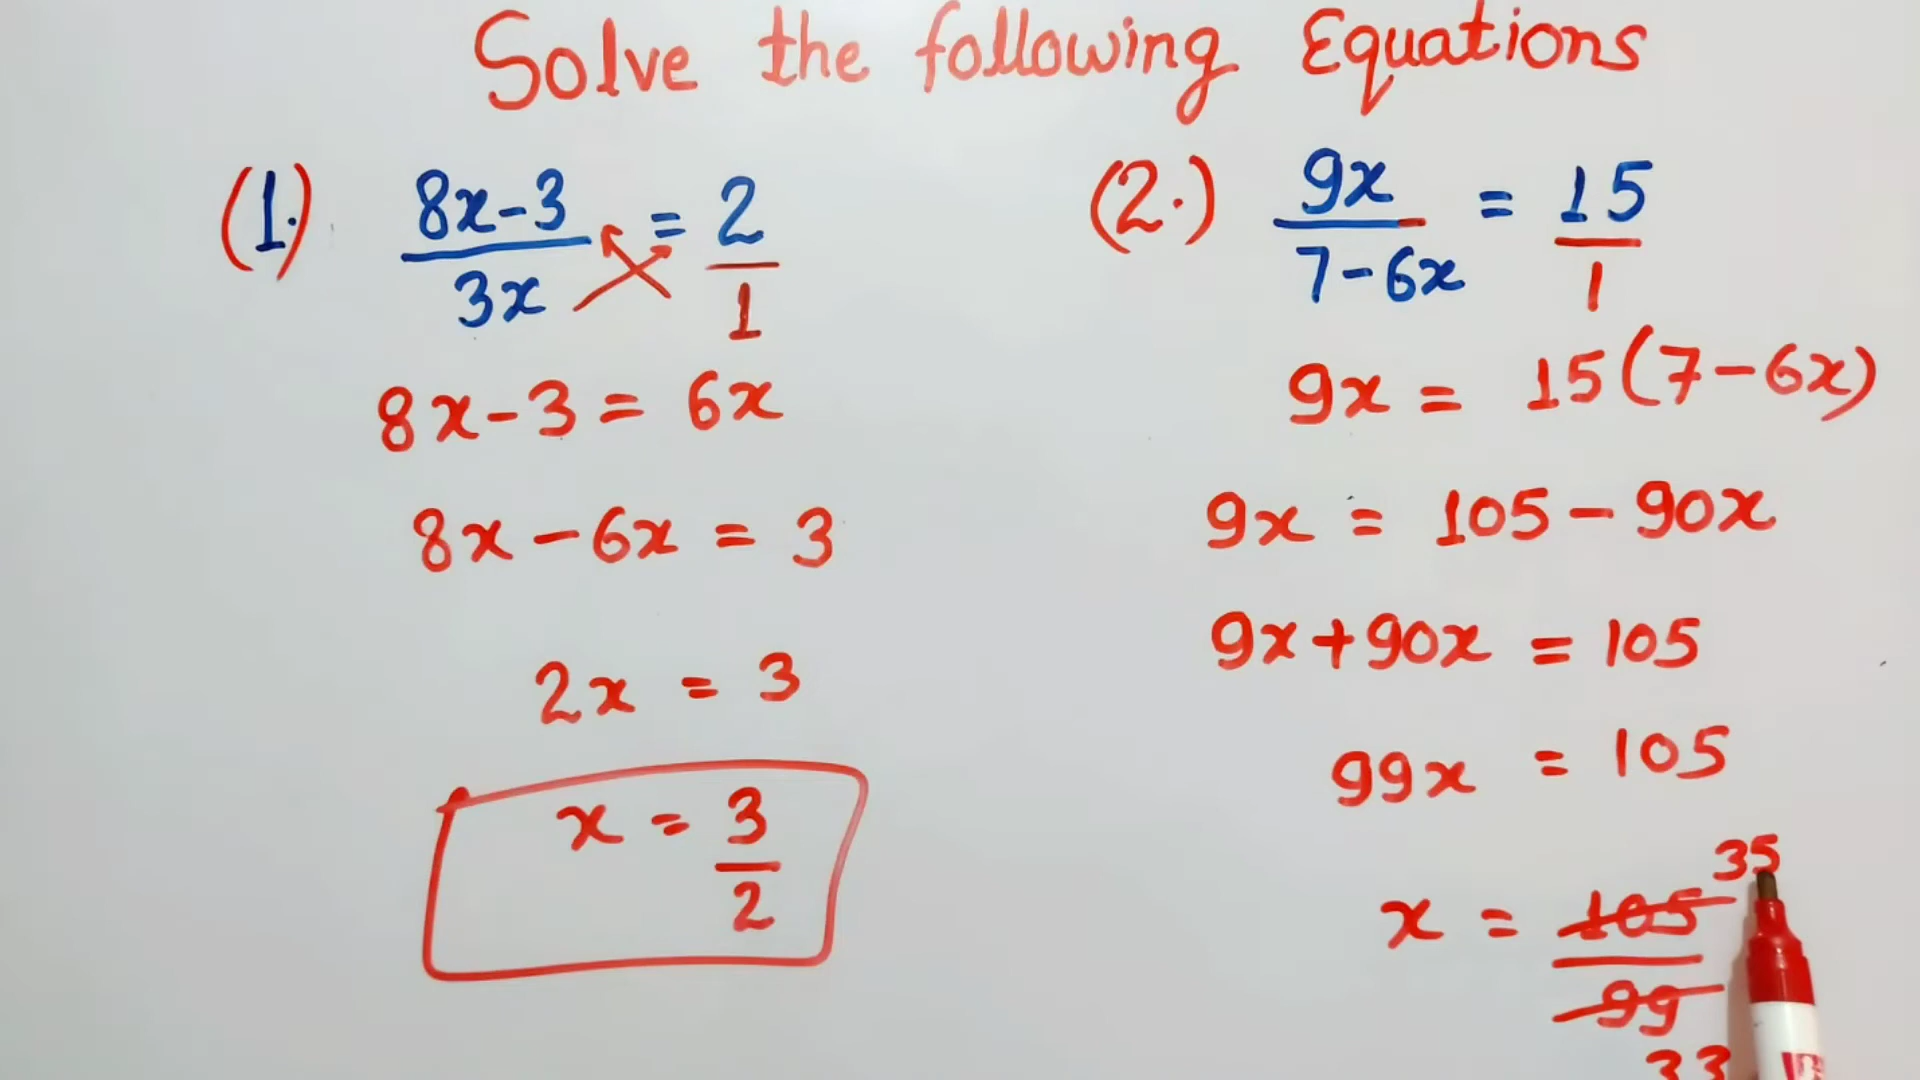 Solve the following Equations
(1.) 8x-3/3x = 2/1
8x-3 = 6x
8x-6x = 3
2x = 3
x = 3/2
(2.) 9x/7-6x = 15/1
9x = 15(7-6x)
9x = 105-90x
9x+90x = 105
99x = 105
x = 105/99
35
33